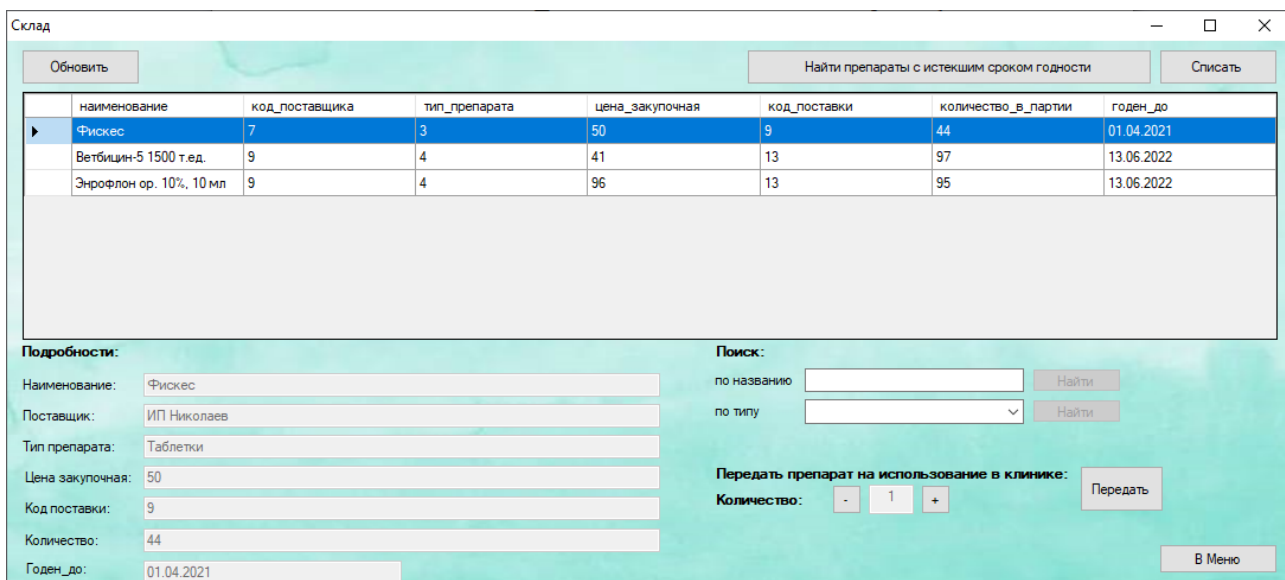 Склад
Обновить Найти препараты с истекшим сроком годности Списать
наименование код_поставщика тип_препарата цена_закупочная код_поставки количество_в_партии годен_до
Фискес 7 3 50 9 44 01.04.2021
Ветбицин-5 1500 т.ед. 9 4 41 13 97 13.06.2022
Энрофлон ор. 10%, 10 мл 9 4 96 13 95 13.06.2022
Подробности:
Наименование: Фискес
Поставщик: ИП Николаев
Тип препарата: Таблетки
Цена закупочная: 50
Код поставки: 9
Количество: 44
Годен_до: 01.04.2021
Поиск:
по названию Найти
по типу Найти
Передать препарат на использование в клинике:
Количество: - 1 + Передать
В Меню